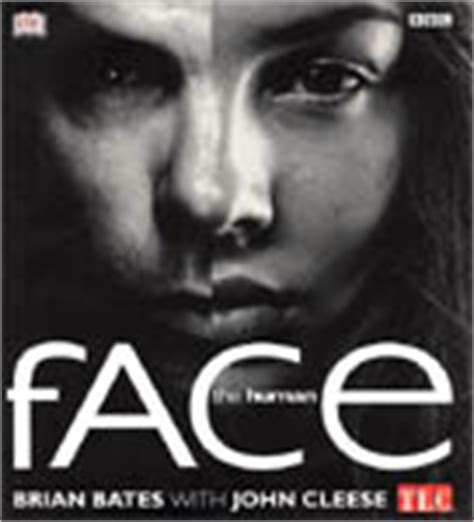 DK
BBC
the human
fACe
BRIAN BATES WITH JOHN CLEESE TLC